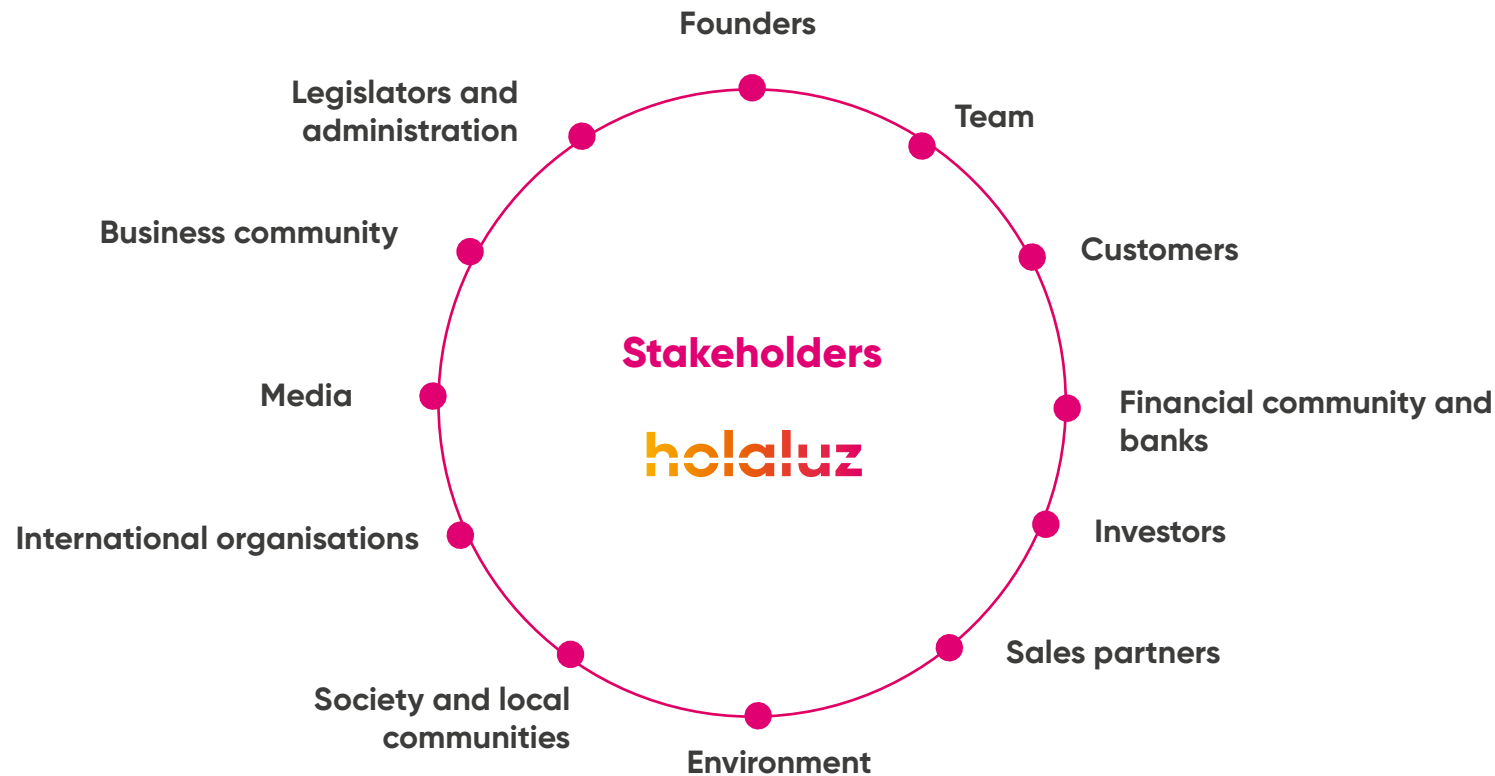 Founders
Team
Customers
Financial community and
banks
Investors
Sales partners
Environment
Society and local
communities
International organisations
Media
Business community
Legislators and
administration
Stakeholders
holaluz